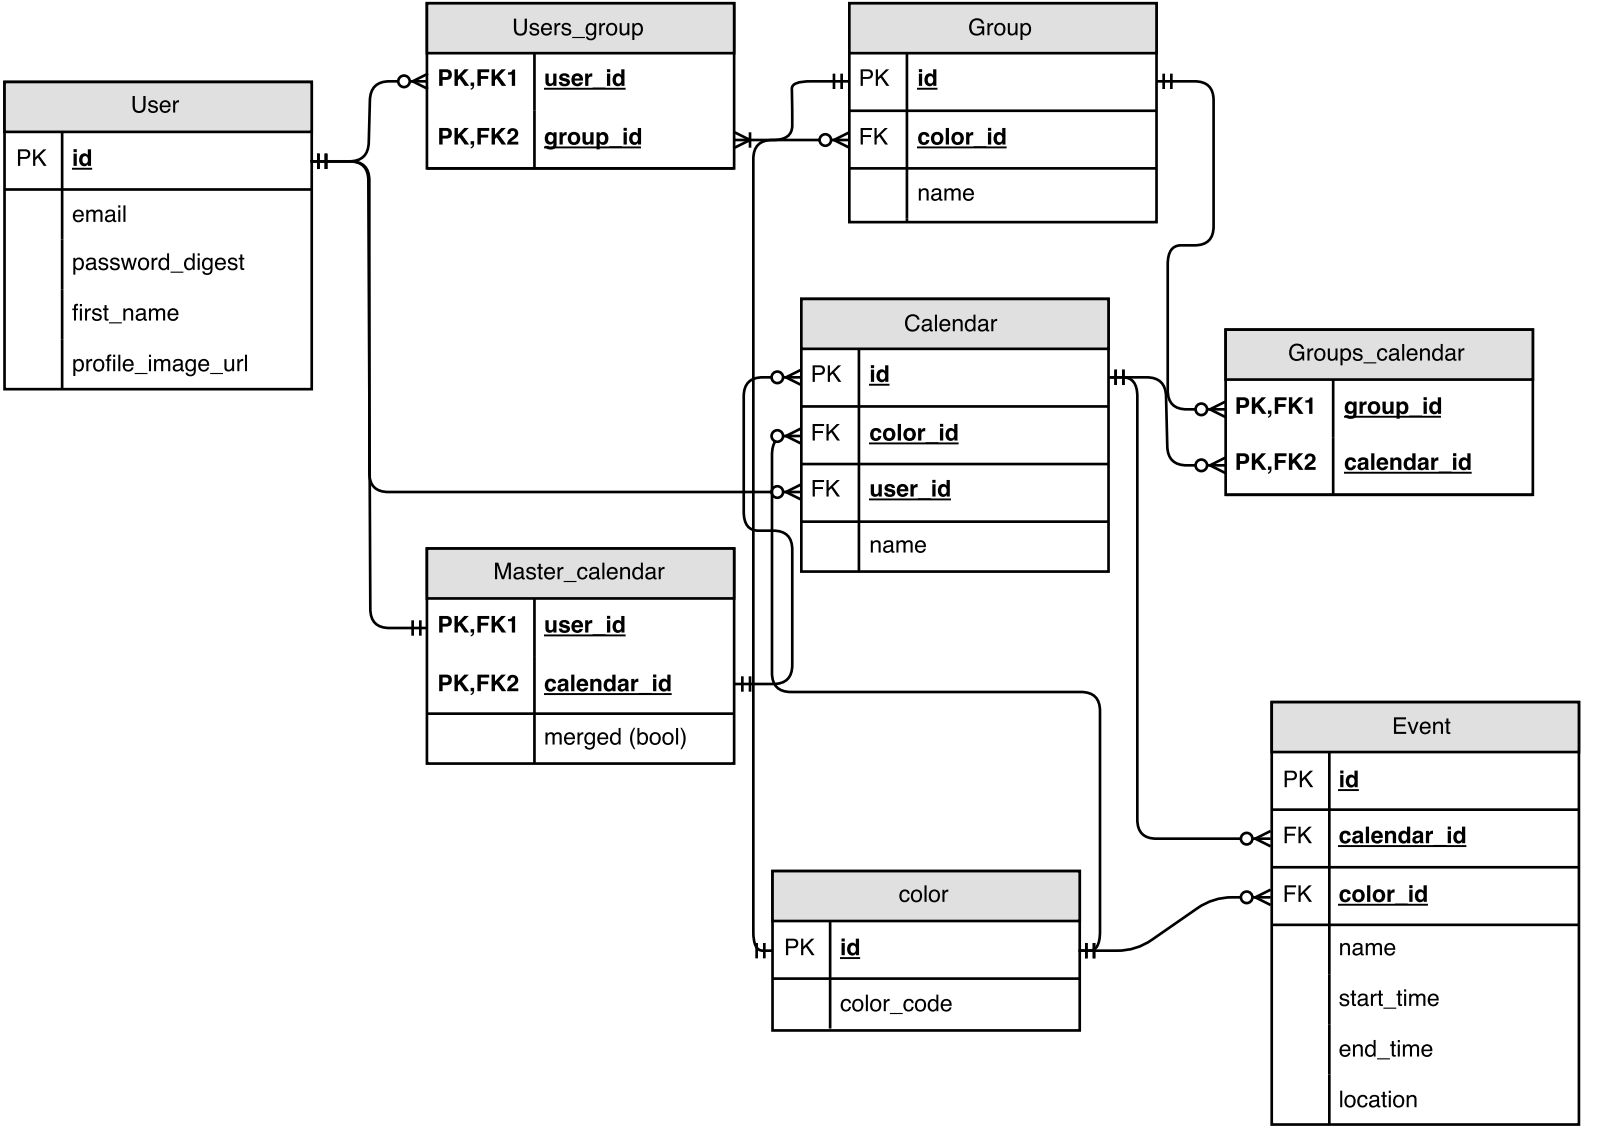 Users_group
PK,FK1 user_id
PK,FK2 group_id
Group
PK id
FK color_id
name
User
PK id
email
password_digest
first_name
profile_image_url
Calendar
PK id
FK color_id
FK user_id
name
Groups_calendar
PK,FK1 group_id
PK,FK2 calendar_id
Master_calendar
PK,FK1 user_id
PK,FK2 calendar_id
merged (bool)
Event
PK id
FK calendar_id
FK color_id
name
start_time
end_time
location
color
PK id
color_code